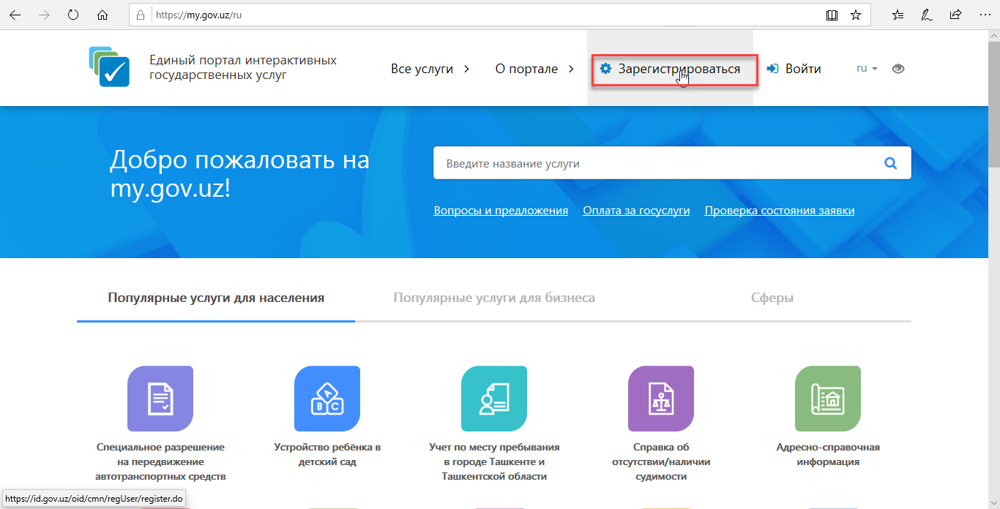 https://my.gov.uz/ru
Единый портал интерактивных
государственных услуг
Все услуги
О портале
Зарегистрироваться
Войти
ru
Добро пожаловать на
my.gov.uz!
Введите название услуги
Вопросы и предложения
Оплата за госуслуги
Проверка состояния заявки
Популярные услуги для населения
Популярные услуги для бизнеса
Сферы
A
B C
Специальное разрешение
на передвижение
автотранспортных средств
Устройство ребёнка в
детский сад
Учет по месту пребывания
в городе Ташкенте и
Ташкентской области
Справка об
отсутствии/наличии
судимости
Адресно-справочная
информация
https://id.gov.uz/oid/cmn/regUser/register.do